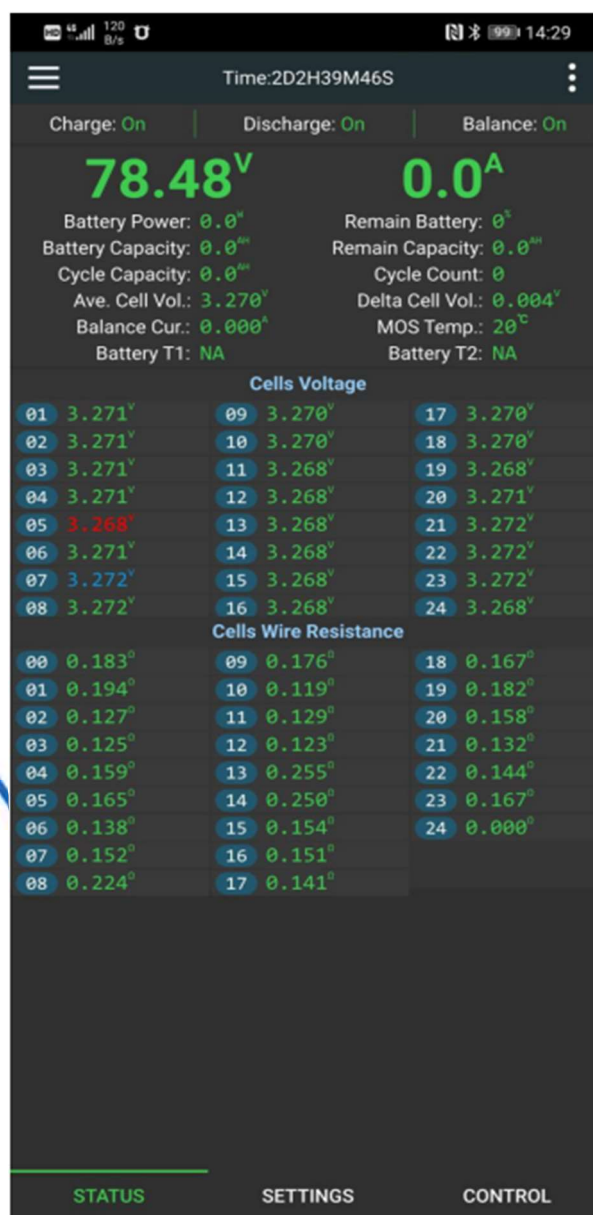 HD 4G 120 B/s 99 14:29
Time:2D2H39M46S
Charge: On Discharge: On Balance: On
78.48V 0.0A
Battery Power: 0.0W Remain Battery: 0%
Battery Capacity: 0.0AH Remain Capacity: 0.0AH
Cycle Capacity: 0.0AH Cycle Count: 0
Ave. Cell Vol.: 3.270V Delta Cell Vol.: 0.004V
Balance Cur.: 0.000A MOS Temp.: 20℃
Battery T1: NA Battery T2: NA
Cells Voltage
01 3.271V 09 3.270V 17 3.270V
02 3.271V 10 3.270V 18 3.270V
03 3.271V 11 3.268V 19 3.268V
04 3.271V 12 3.268V 20 3.271V
05 3.268V 13 3.268V 21 3.272V
06 3.271V 14 3.268V 22 3.272V
07 3.272V 15 3.268V 23 3.272V
08 3.272V 16 3.268V 24 3.268V
Cells Wire Resistance
00 0.183Ω 09 0.176Ω 18 0.167Ω
01 0.194Ω 10 0.119Ω 19 0.182Ω
02 0.127Ω 11 0.129Ω 20 0.158Ω
03 0.125Ω 12 0.123Ω 21 0.132Ω
04 0.159Ω 13 0.255Ω 22 0.144Ω
05 0.165Ω 14 0.250Ω 23 0.167Ω
06 0.138Ω 15 0.154Ω 24 0.000Ω
07 0.152Ω 16 0.151Ω
08 0.224Ω 17 0.141Ω
STATUS SETTINGS CONTROL